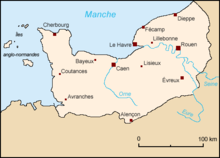 Manche
Cherbourg
Dieppe
Îles
anglo-normandes
Fécamp
Lillebonne
Le Havre
Rouen
Bayeux
Caen
Lisieux
Coutances
Évreux
Seine
Orne
Avranches
Eure
Alençon
0
100 km